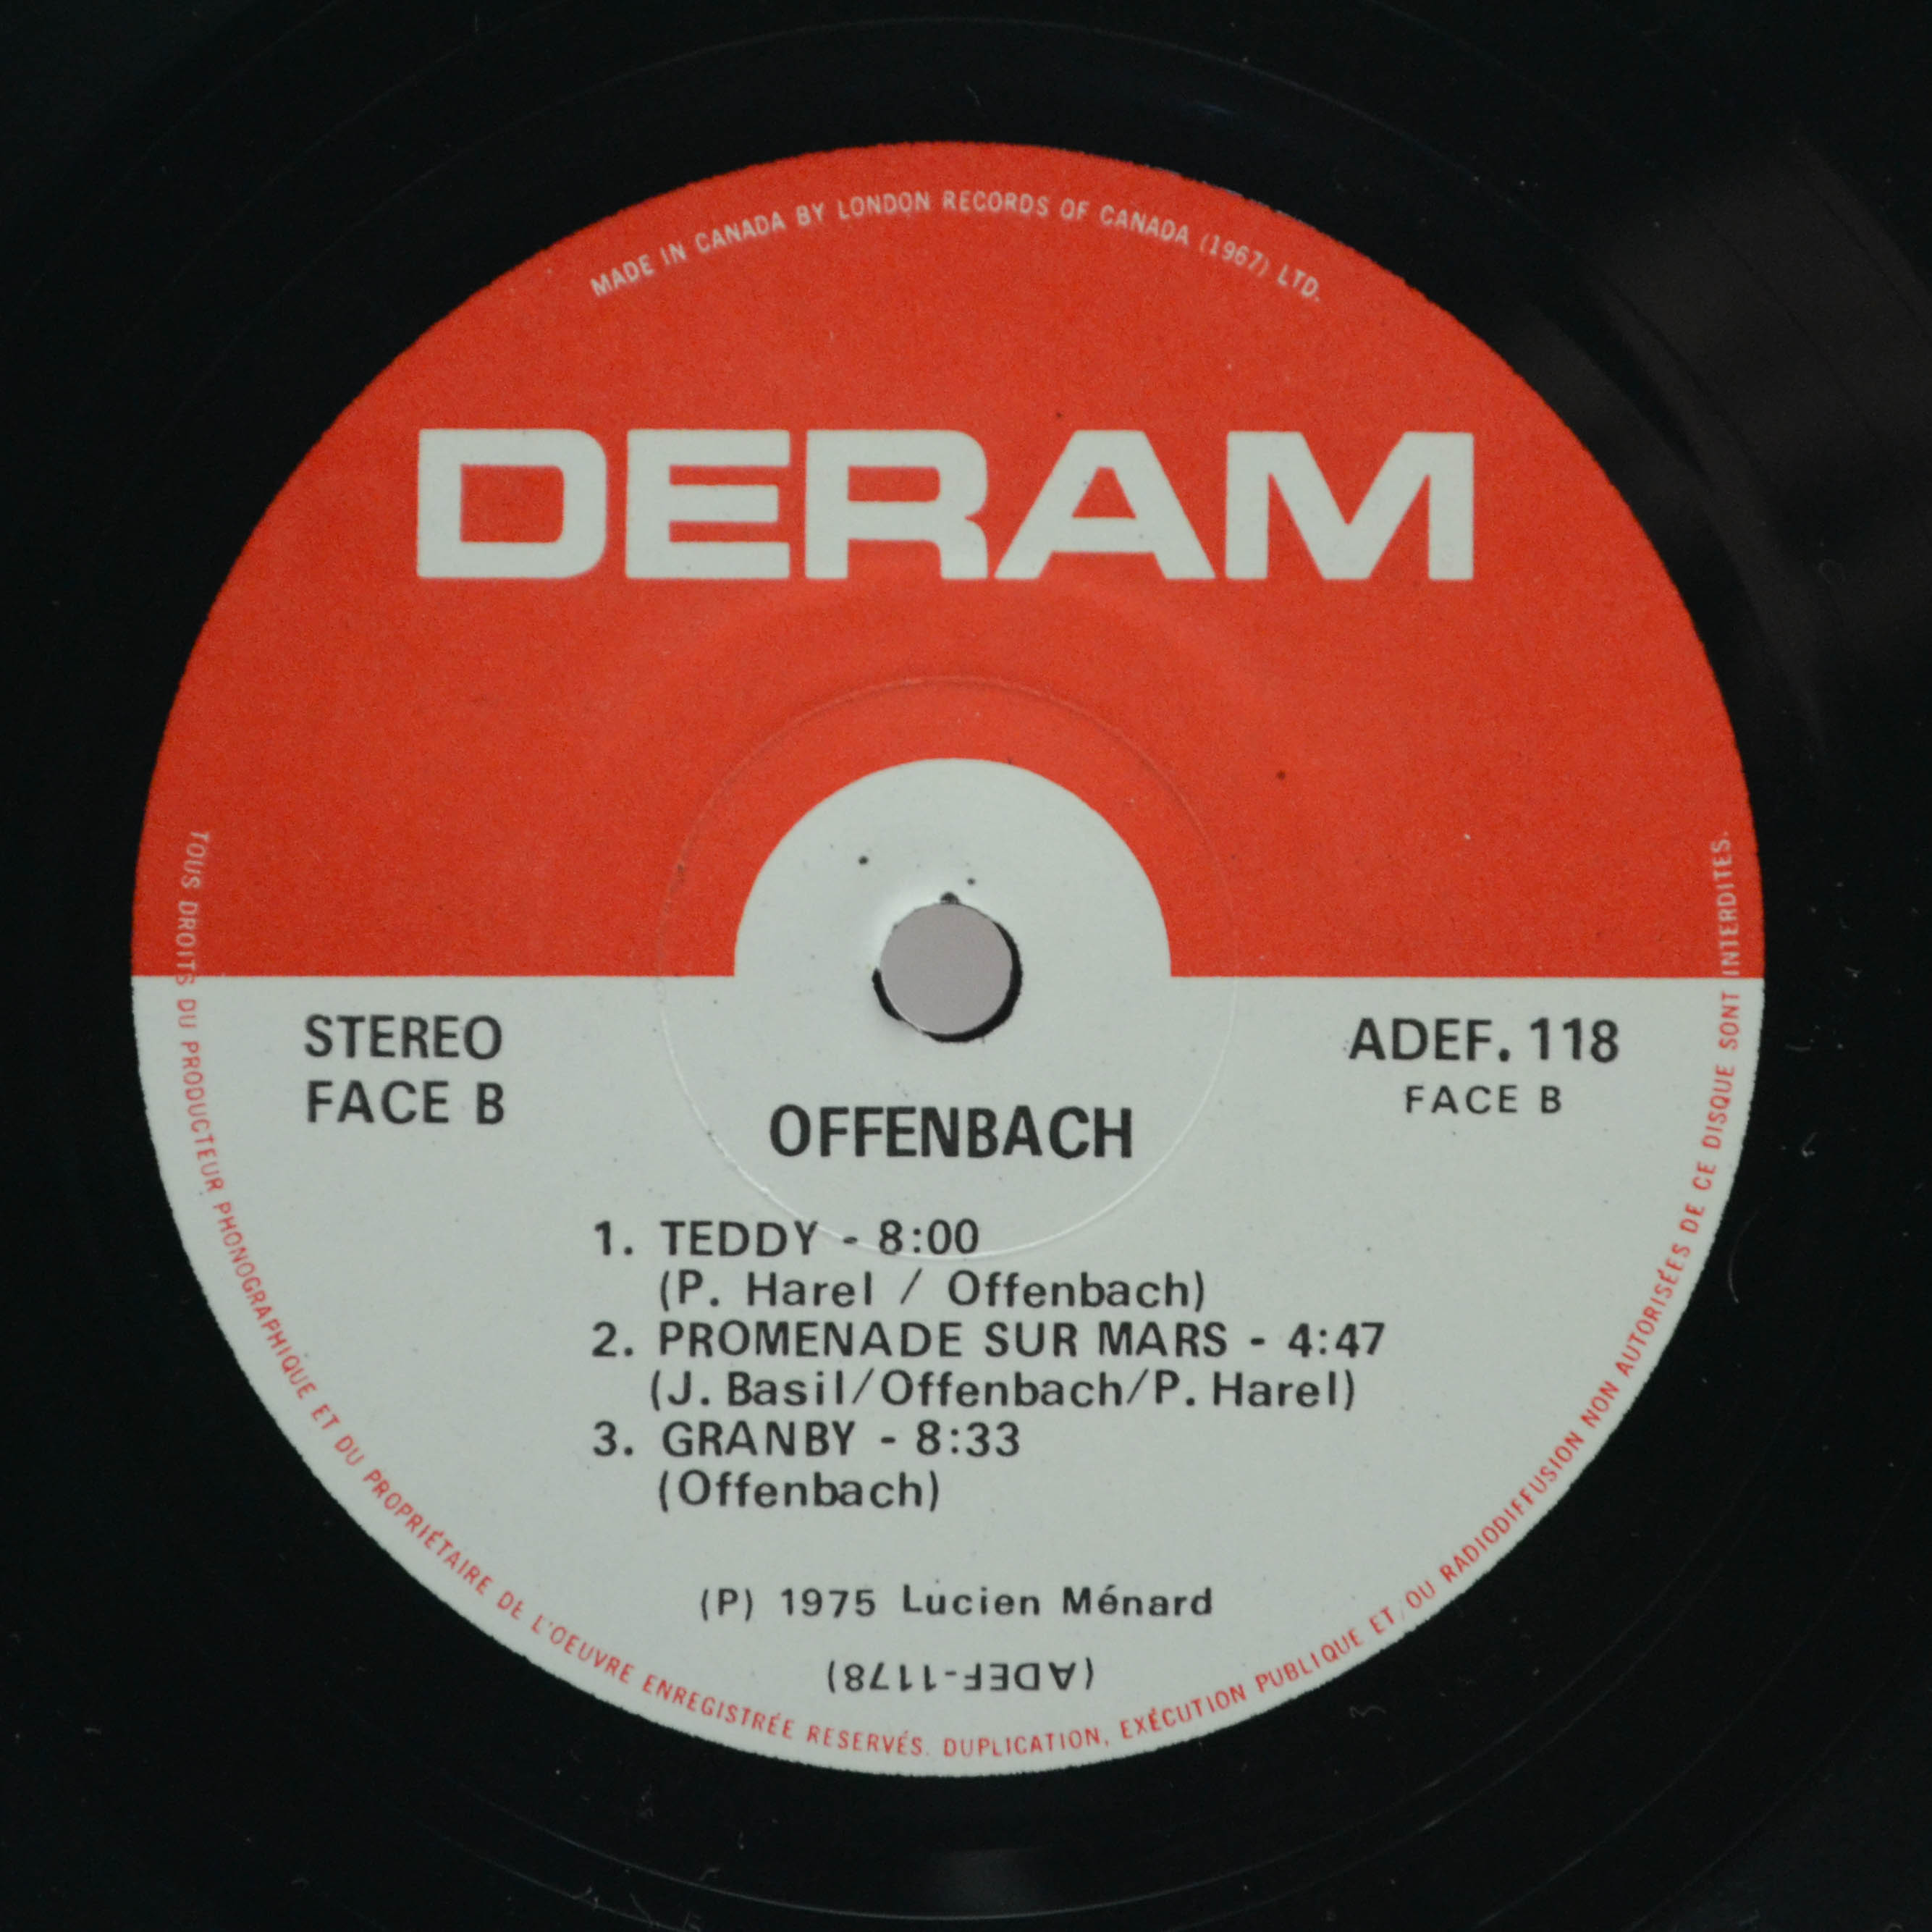 MADE IN CANADA BY LONDON RECORDS OF CANADA (1967) LTD.
DERAM
STEREO
FACE B
ADEF. 118
FACE B
OFFENBACH
1. TEDDY - 8:00
(P. Harel / Offenbach)
2. PROMENADE SUR MARS - 4:47
(J. Basil/Offenbach/P. Harel)
3. GRANBY - 8:33
(Offenbach)
(P) 1975 Lucien Ménard
(ADEF-1178)
TOUS DROITS DU PRODUCTEUR PHONOGRAPHIQUE ET DU PROPRIÉTAIRE DE L'OEUVRE ENREGISTRÉE RESERVÉS. DUPLICATION, EXÉCUTION PUBLIQUE ET/OU RADIODIFFUSION NON AUTORISÉES DE CE DISQUE SONT INTERDITES.